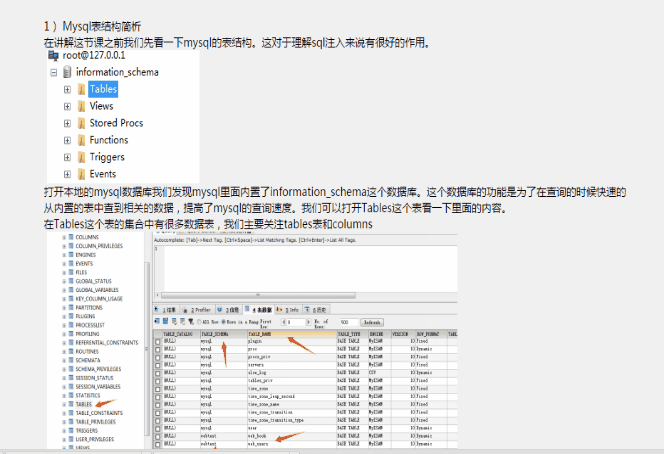 1）Mysql表结构简析
在讲解这节课之前我们先看一下mysql的表结构。这对于理解sql注入来说有很好的作用。
root@127.0.0.1
information_schema
Tables
Views
Stored Procs
Functions
Triggers
Events
打开本地的mysql数据库我们发现mysql里面内置了information_schema这个数据库。这个数据库的功能是为了在查询的时候快速的
从内置的表中查到相关的数据，提高了mysql的查询速度。我们可以打开Tables这个表看一下里面的内容。
在Tables这个表的集合中有很多数据表，我们主要关注tables表和columns
COLUMNS
COLUMN_PRIVILEGES
ENGINES
EVENTS
FILES
GLOBAL_STATUS
GLOBAL_VARIABLES
KEY_COLUMN_USAGE
PARTITIONS
PLUGINS
PROCESSLIST
PROFILING
REFERENTIAL_CONSTRAINTS
ROUTINES
SCHEMATA
SCHEMA_PRIVILEGES
SESSION_STATUS
SESSION_VARIABLES
STATISTICS
TABLES
TABLE_CONSTRAINTS
TABLE_PRIVILEGES
TRIGGERS
USER_PRIVILEGES
VIEWS
Autocomplete: [Tab]->Next Tag. [Ctrl+Space]->List Matching Tags. [Ctrl+Enter]->List All Tags.
1
1 结果 2 Profiler 3 信息 4 表数据 5 Info 6 历史
0 500 Refresh
TABLE_CATALOG TABLE_SCHEMA TABLE_NAME TABLE_TYPE ENGINE VERSION ROW_FORMAT
(NULL) mysql plugin BASE TABLE MyISAM 10 Fixed
(NULL) mysql proc BASE TABLE MyISAM 10 Dynamic
(NULL) mysql procs_priv BASE TABLE MyISAM 10 Fixed
(NULL) mysql servers BASE TABLE MyISAM 10 Fixed
(NULL) mysql slow_log BASE TABLE CSV 10 Dynamic
(NULL) mysql tables_priv BASE TABLE MyISAM 10 Fixed
(NULL) mysql time_zone BASE TABLE MyISAM 10 Fixed
(NULL) mysql time_zone_leap_second BASE TABLE MyISAM 10 Fixed
(NULL) mysql time_zone_name BASE TABLE MyISAM 10 Fixed
(NULL) mysql time_zone_transition BASE TABLE MyISAM 10 Fixed
(NULL) mysql time_zone_transition_type BASE TABLE MyISAM 10 Fixed
(NULL) mysql user BASE TABLE MyISAM 10 Dynamic
(NULL) webtest web_book BASE TABLE MyISAM 10 Dynamic
(NULL) webtest web_users BASE TABLE MyISAM 10 Dynamic